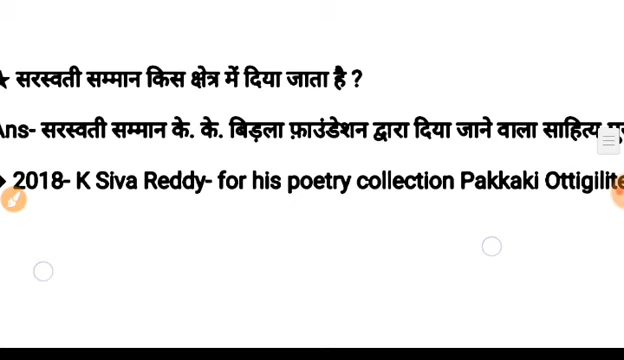 ★ सरस्वती सम्मान किस क्षेत्र में दिया जाता है ?
Ans- सरस्वती सम्मान के. के. बिड़ला फ़ाउंडेशन द्वारा दिया जाने वाला साहित्य
2018- K Siva Reddy- for his poetry collection Pakkaki Ottigilite